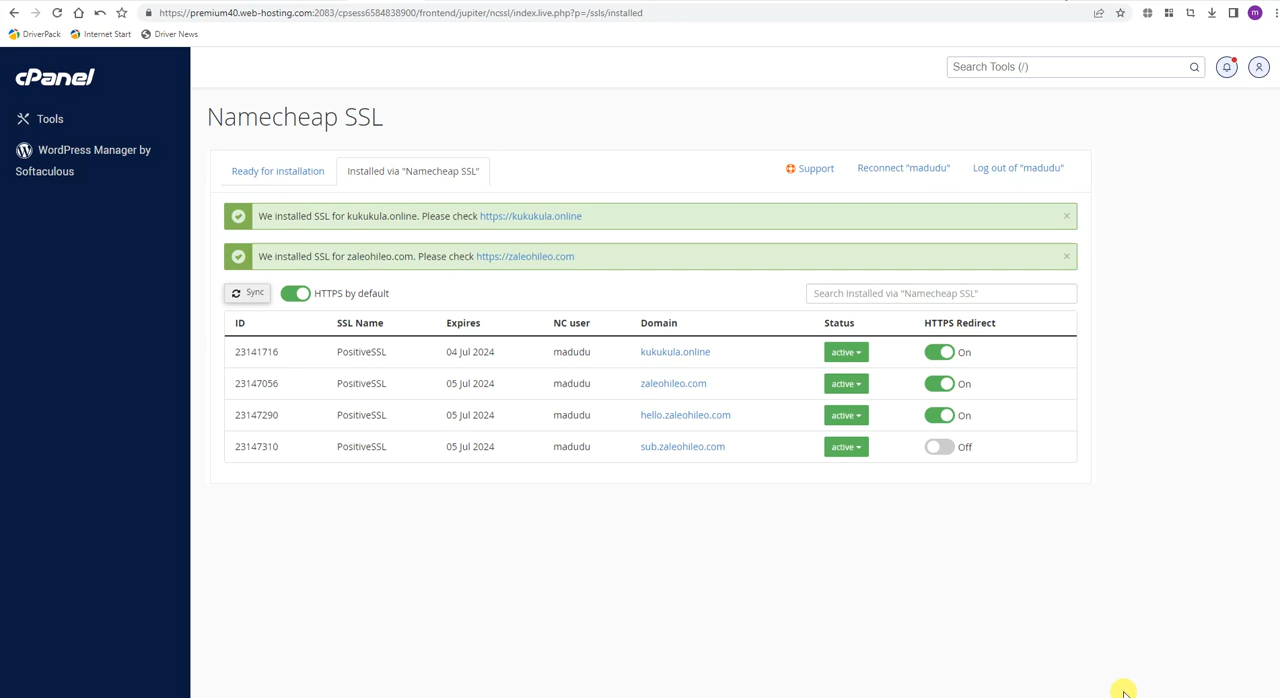 https://premium40.web-hosting.com:2083/cpsess6584838900/frontend/jupiter/ncssl/index.live.php?p=/ssls/installed
m
DriverPack Internet Start Driver News
cPanel
Search Tools (/)
Tools
WordPress Manager by
Softaculous
Namecheap SSL
Ready for installation Installed via "Namecheap SSL" Support Reconnect "madudu" Log out of "madudu"
We installed SSL for kukukula.online. Please check https://kukukula.online ×
We installed SSL for zaleohileo.com. Please check https://zaleohileo.com ×
Sync HTTPS by default Search Installed via "Namecheap SSL"
ID SSL Name Expires NC user Domain Status HTTPS Redirect
23141716 PositiveSSL 04 Jul 2024 madudu kukukula.online active On
23147056 PositiveSSL 05 Jul 2024 madudu zaleohileo.com active On
23147290 PositiveSSL 05 Jul 2024 madudu hello.zaleohileo.com active On
23147310 PositiveSSL 05 Jul 2024 madudu sub.zaleohileo.com active Off